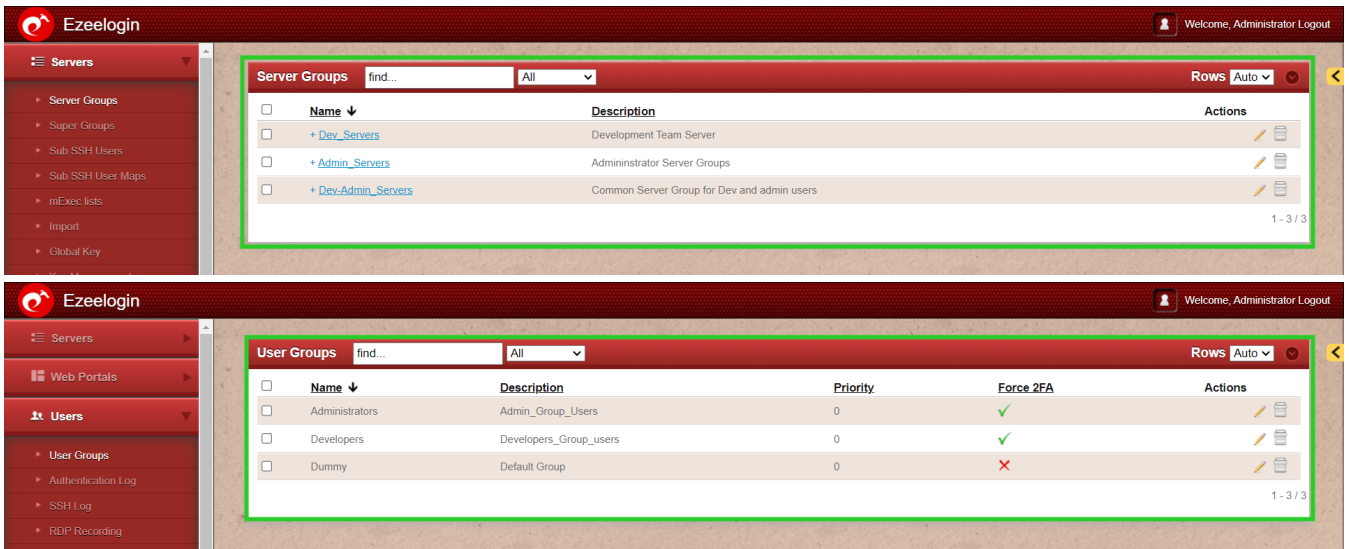 Ezeelogin
Welcome, Administrator Logout
Servers
Server Groups
Super Groups
Sub SSH Users
Sub SSH User Maps
mExec lists
Import
Global Key
Server Groups find... All Rows Auto
Name Description Actions
+ Dev_Servers Development Team Server
+ Admin_Servers Admininstrator Server Groups
+ Dev-Admin_Servers Common Server Group for Dev and admin users
1 - 3 / 3
Ezeelogin
Welcome, Administrator Logout
Servers
Web Portals
Users
User Groups
Authentication Log
SSH Log
RDP Recording
User Groups find... All Rows Auto
Name Description Priority Force 2FA Actions
Administrators Admin_Group_Users 0
Developers Developers_Group_users 0
Dummy Default Group 0
1 - 3 / 3